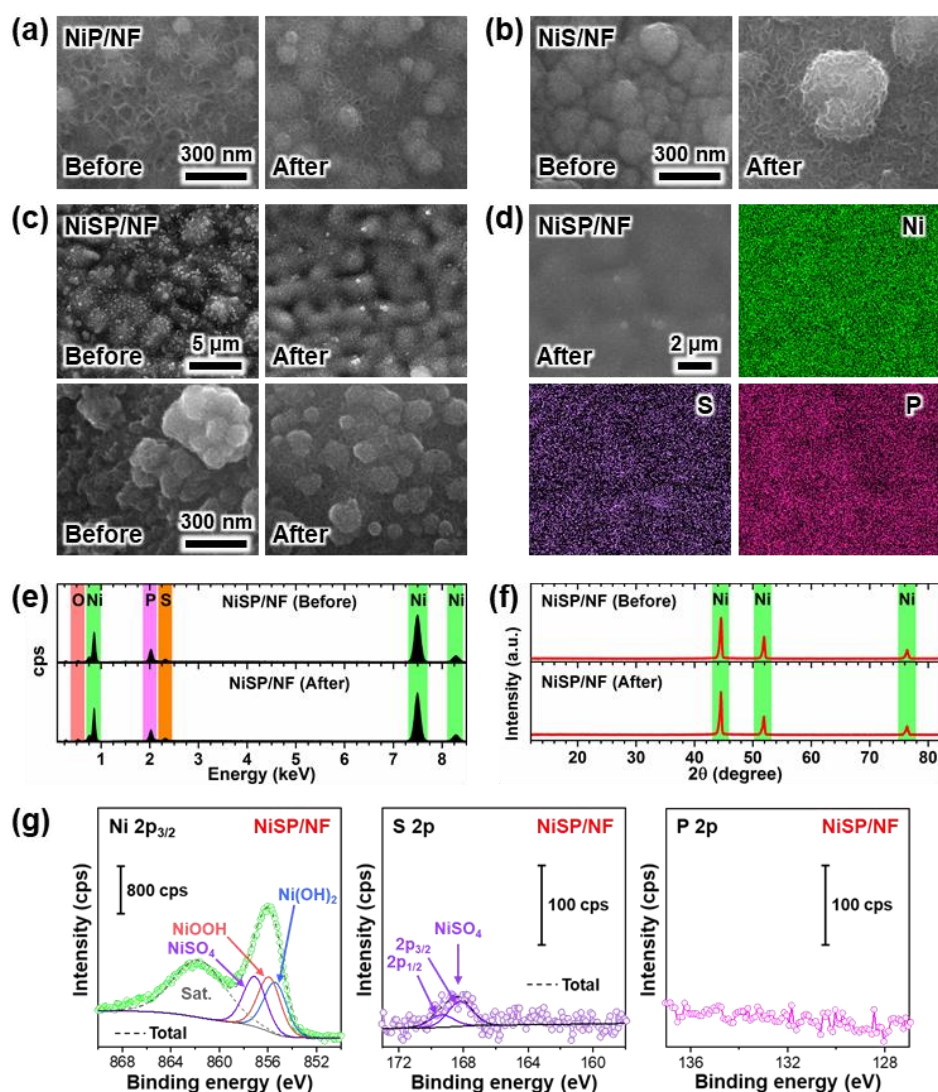 (a)
NiP/NF
Before
300 nm
After
(b)
NiS/NF
Before
300 nm
After
(c)
NiSP/NF
Before
5 µm
After
Before
300 nm
After
(d)
NiSP/NF
After
2 µm
Ni
S
P
(e)
O Ni P S NiSP/NF (Before) Ni Ni
NiSP/NF (After)
cps
1 2 3 4 5 6 7 8
Energy (keV)
(f)
NiSP/NF (Before) Ni Ni Ni
NiSP/NF (After)
Intensity (a.u.)
20 30 40 50 60 70 80
2θ (degree)
(g)
Ni 2p3/2 NiSP/NF
800 cps
Ni(OH)2
NiOOH
NiSO4
Sat.
Total
Intensity (cps)
868 864 860 856 852
Binding energy (eV)
S 2p NiSP/NF
100 cps
NiSO4
2p3/2
2p1/2
Total
Intensity (cps)
172 168 164 160
Binding energy (eV)
P 2p NiSP/NF
100 cps
Intensity (cps)
136 132 128
Binding energy (eV)